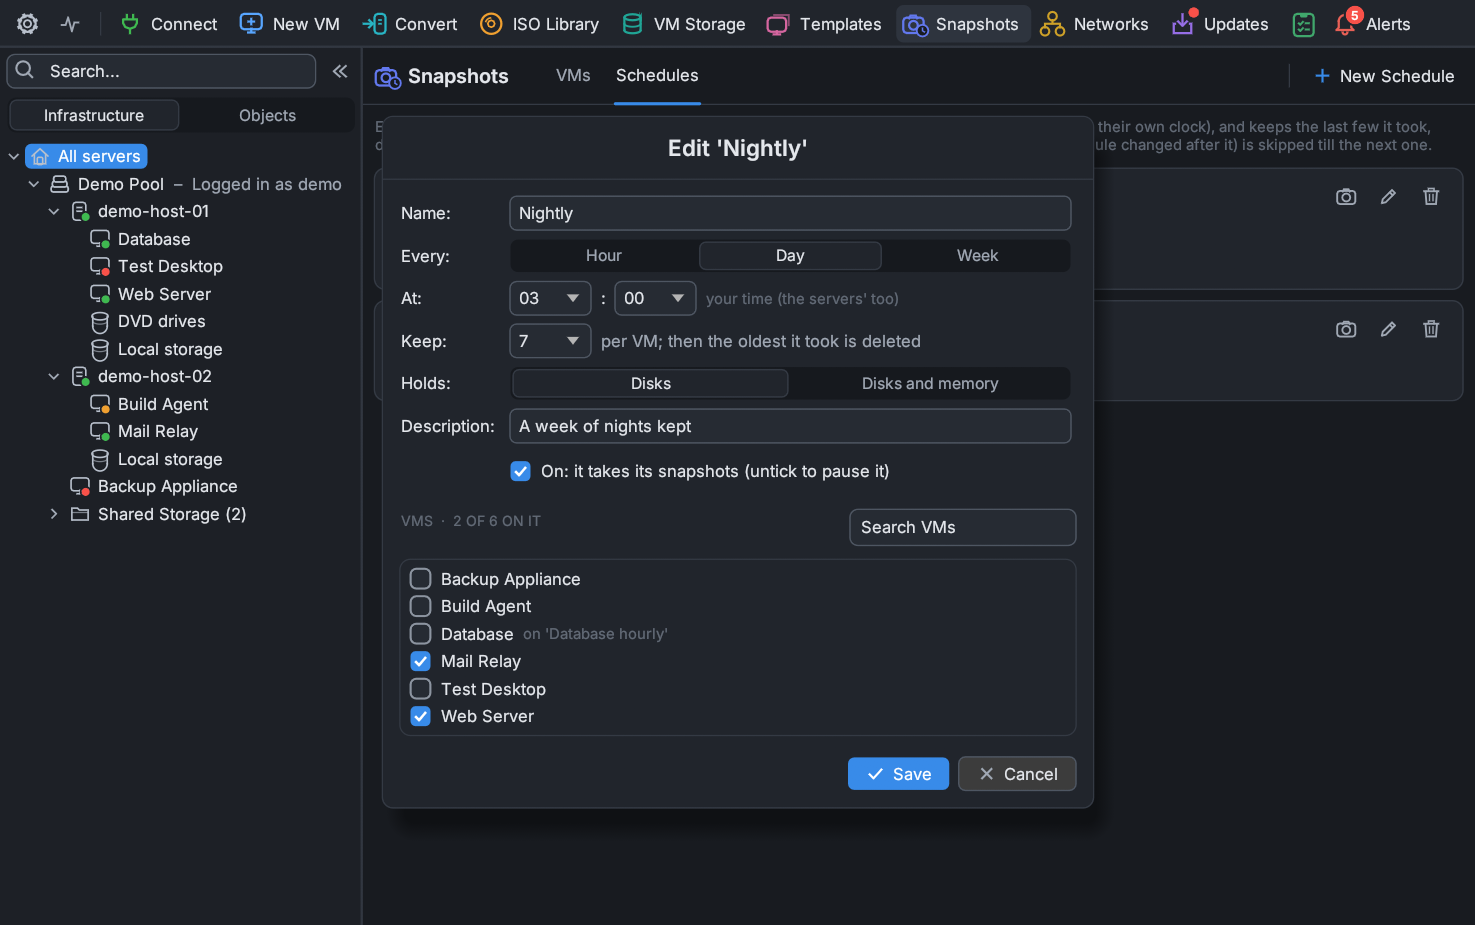 Connect New VM Convert ISO Library VM Storage Templates Snapshots Networks Updates 5 Alerts
Search...
Infrastructure Objects
All servers
Demo Pool – Logged in as demo
demo-host-01
Database
Test Desktop
Web Server
DVD drives
Local storage
demo-host-02
Build Agent
Mail Relay
Local storage
Backup Appliance
Shared Storage (2)
Snapshots VMs Schedules New Schedule
their own clock), and keeps the last few it took,
changed after it) is skipped till the next one.
Edit 'Nightly'
Name: Nightly
Every: Hour Day Week
At: 03 : 00 your time (the servers' too)
Keep: 7 per VM; then the oldest it took is deleted
Holds: Disks Disks and memory
Description: A week of nights kept
On: it takes its snapshots (untick to pause it)
VMS · 2 OF 6 ON IT
Search VMs
Backup Appliance
Build Agent
Database on 'Database hourly'
Mail Relay
Test Desktop
Web Server
Save Cancel